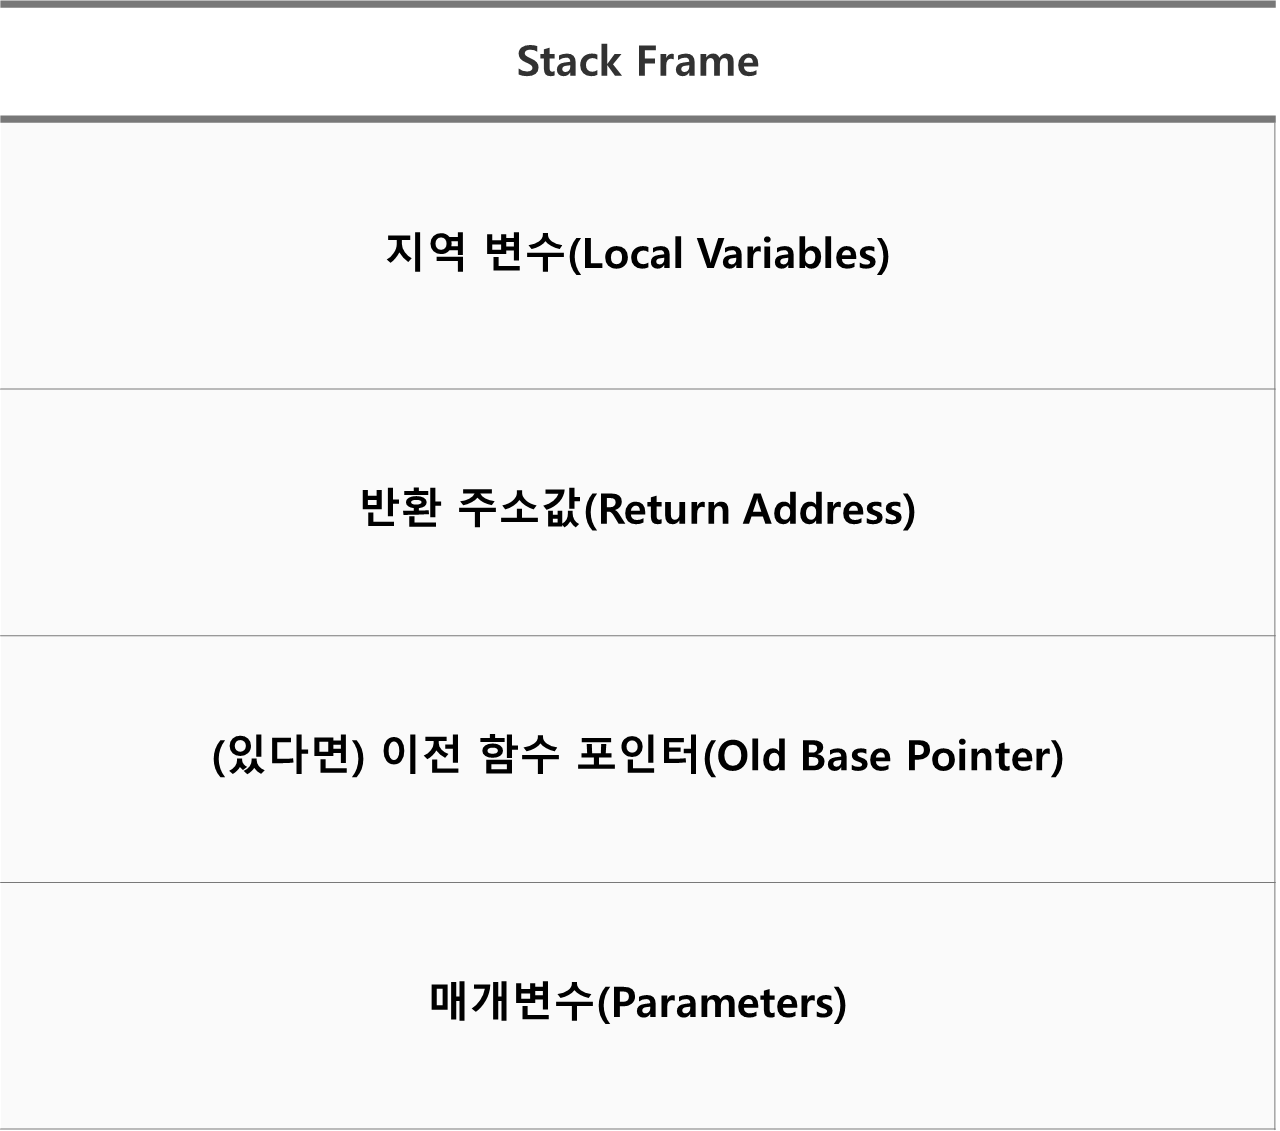 Stack Frame
지역 변수(Local Variables)
반환 주소값(Return Address)
(있다면) 이전 함수 포인터(Old Base Pointer)
매개변수(Parameters)